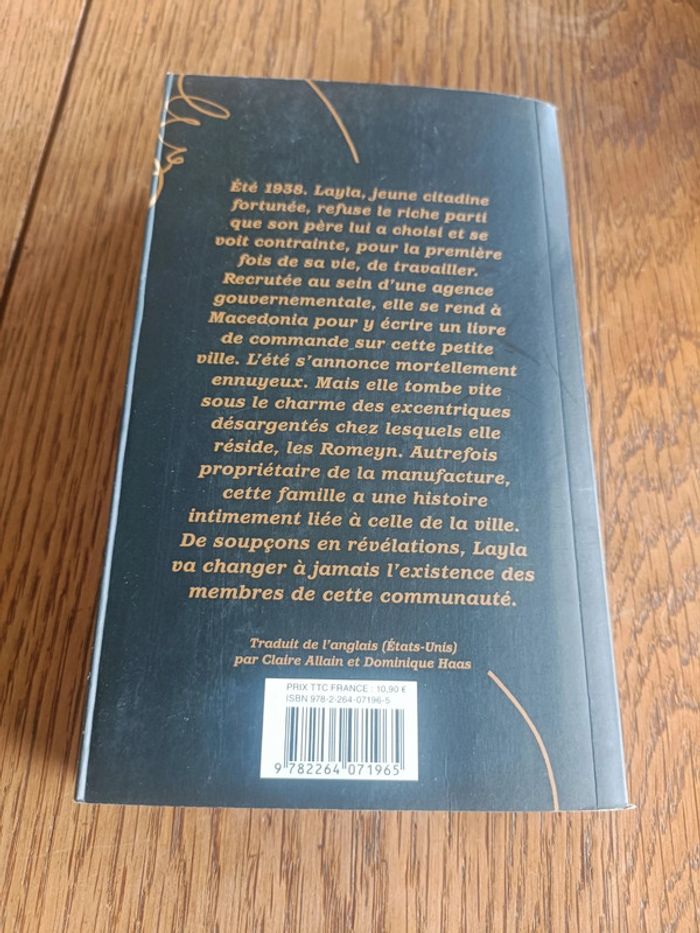 Été 1938. Layla, jeune citadine
fortunée, refuse le riche parti
que son père lui a choisi et se
voit contrainte, pour la première
fois de sa vie, de travailler.
Recrutée au sein d'une agence
gouvernementale, elle se rend à
Macedonia pour y écrire un livre
de commande sur cette petite
ville. L'été s'annonce mortellement
ennuyeux. Mais elle tombe vite
sous le charme des excentriques
désargentés chez lesquels elle
réside, les Romeyn. Autrefois
propriétaire de la manufacture,
cette famille a une histoire
intimement liée à celle de la ville.
De soupçons en révélations, Layla
va changer à jamais l'existence des
membres de cette communauté.
Traduit de l'anglais (États-Unis)
par Claire Allain et Dominique Haas
PRIX TTC FRANCE : 10,90 €
ISBN 978-2-264-07196-5
9 782264 071965